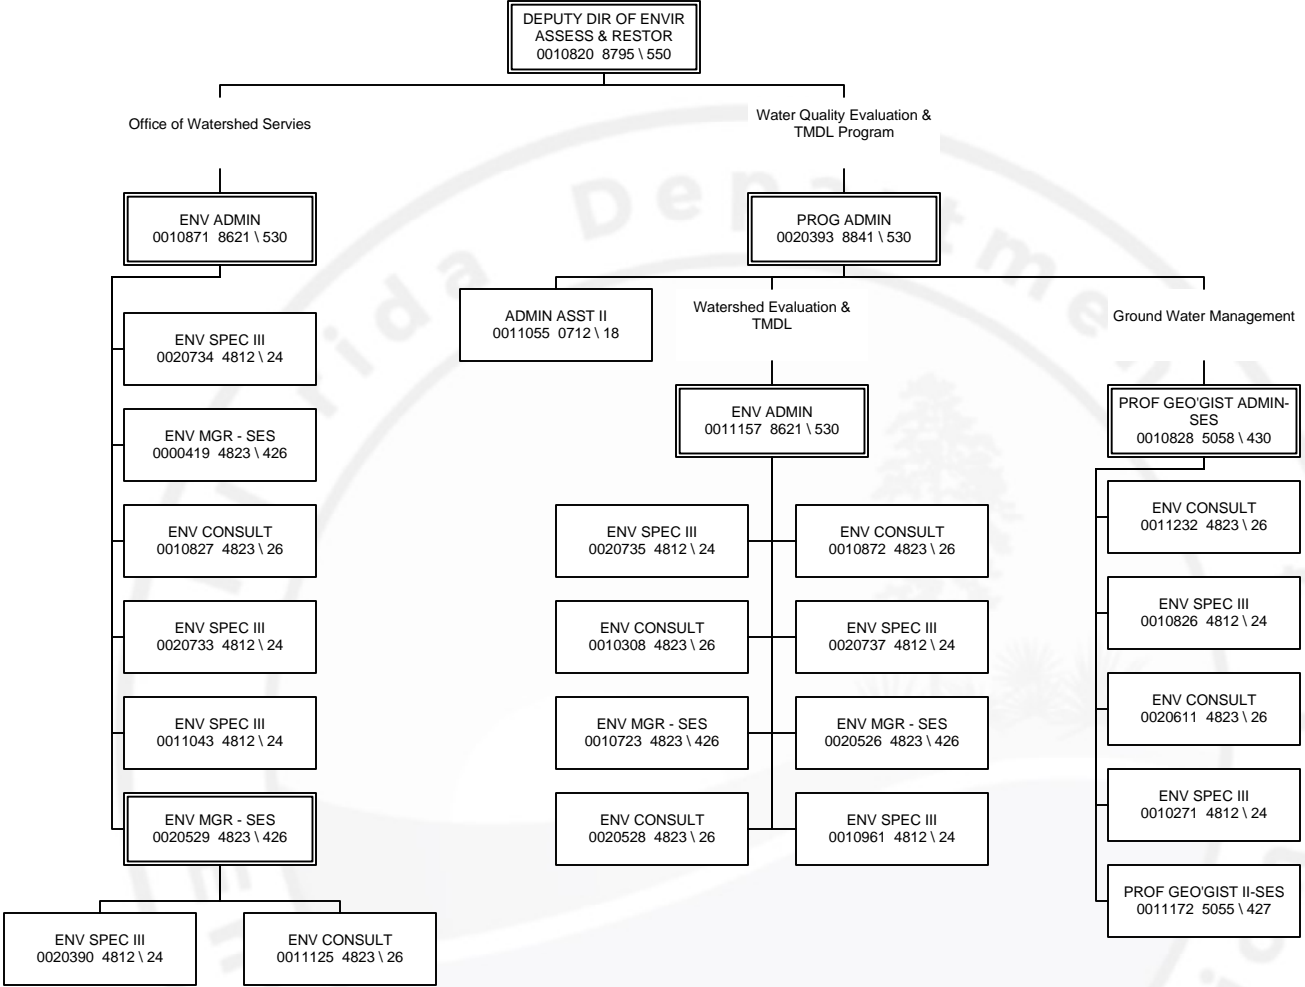 DEPUTY DIR OF ENVIR
ASSESS & RESTOR
0010820 8795 \ 550
Office of Watershed Servies
Water Quality Evaluation &
TMDL Program
ENV ADMIN
0010871 8621 \ 530
PROG ADMIN
0020393 8841 \ 530
ENV SPEC III
0020734 4812 \ 24
ENV MGR - SES
0000419 4823 \ 426
ENV CONSULT
0010827 4823 \ 26
ENV SPEC III
0020733 4812 \ 24
ENV SPEC III
0011043 4812 \ 24
ENV MGR - SES
0020529 4823 \ 426
ENV SPEC III
0020390 4812 \ 24
ENV CONSULT
0011125 4823 \ 26
ADMIN ASST II
0011055 0712 \ 18
Watershed Evaluation &
TMDL
ENV ADMIN
0011157 8621 \ 530
ENV SPEC III
0020735 4812 \ 24
ENV CONSULT
0010872 4823 \ 26
ENV CONSULT
0010308 4823 \ 26
ENV SPEC III
0020737 4812 \ 24
ENV MGR - SES
0010723 4823 \ 426
ENV MGR - SES
0020526 4823 \ 426
ENV CONSULT
0020528 4823 \ 26
ENV SPEC III
0010961 4812 \ 24
Ground Water Management
PROF GEO'GIST ADMIN-
SES
0010828 5058 \ 430
ENV CONSULT
0011232 4823 \ 26
ENV SPEC III
0010826 4812 \ 24
ENV CONSULT
0020611 4823 \ 26
ENV SPEC III
0010271 4812 \ 24
PROF GEO'GIST II-SES
0011172 5055 \ 427